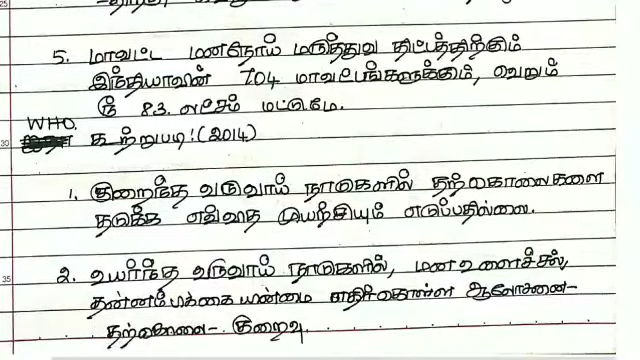 5. மாவட்ட மனநோய் மருத்துவ திட்டத்திற்கும்
இந்தியாவின் 704 மாவட்டங்களுக்கும், வெறும்
ரூ 83. லட்சம் மட்டுமே.
WHO.
கூற்றுபடி! (2014)
1. குறைந்த வருவாய் நாடுகளில் தற்கொலைகளை
தடுக்க எவ்வித முயற்சியும் எடுப்பதில்லை.
2. உயர்ந்த வருவாய் நாடுகளில், மன உளைச்சல்,
தன்னம்பிக்கையின்மை எதிர்கொள்ள ஆலோசனை-
தற்கொலை- குறைவு.